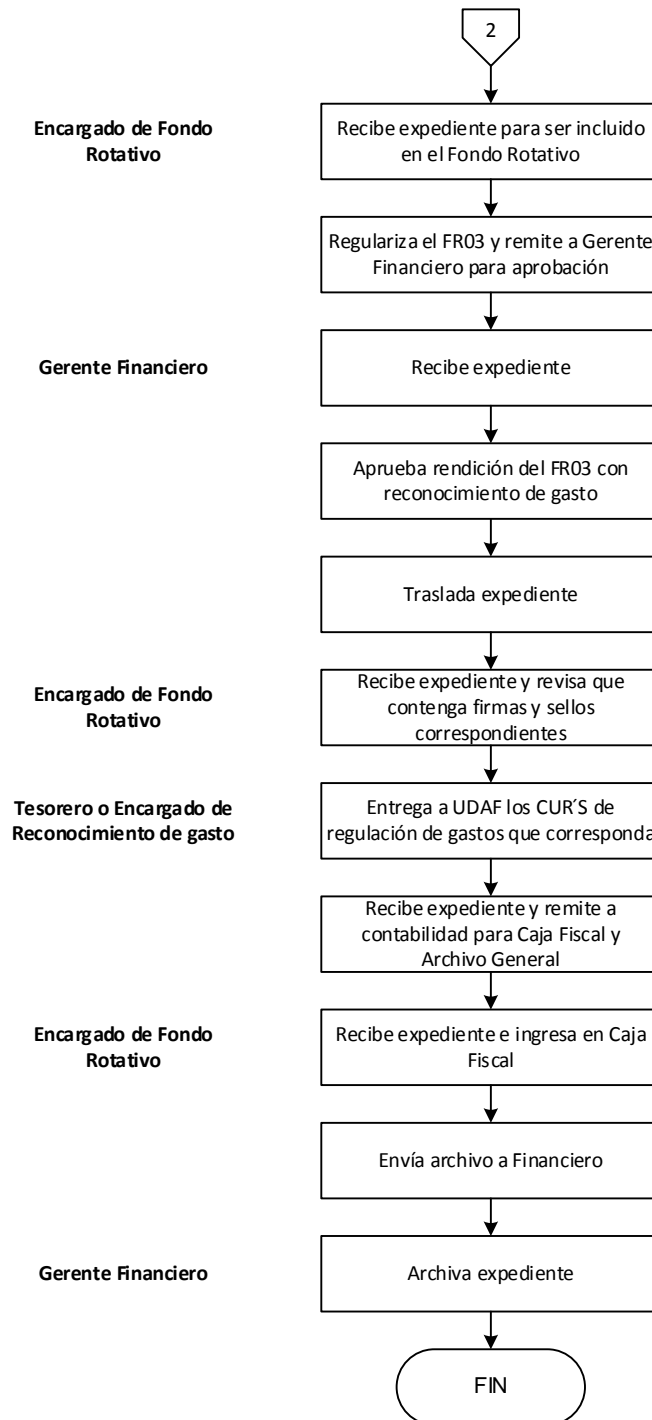 2
Encargado de Fondo
Rotativo
Recibe expediente para ser incluido
en el Fondo Rotativo
Regulariza el FR03 y remite a Gerente
Financiero para aprobación
Gerente Financiero
Recibe expediente
Aprueba rendición del FR03 con
reconocimiento de gasto
Traslada expediente
Encargado de Fondo
Rotativo
Recibe expediente y revisa que
contenga firmas y sellos
correspondientes
Tesorero o Encargado de
Reconocimiento de gasto
Entrega a UDAF los CUR´S de
regulación de gastos que corresponda
Recibe expediente y remite a
contabilidad para Caja Fiscal y
Archivo General
Encargado de Fondo
Rotativo
Recibe expediente e ingresa en Caja
Fiscal
Envía archivo a Financiero
Gerente Financiero
Archiva expediente
FIN